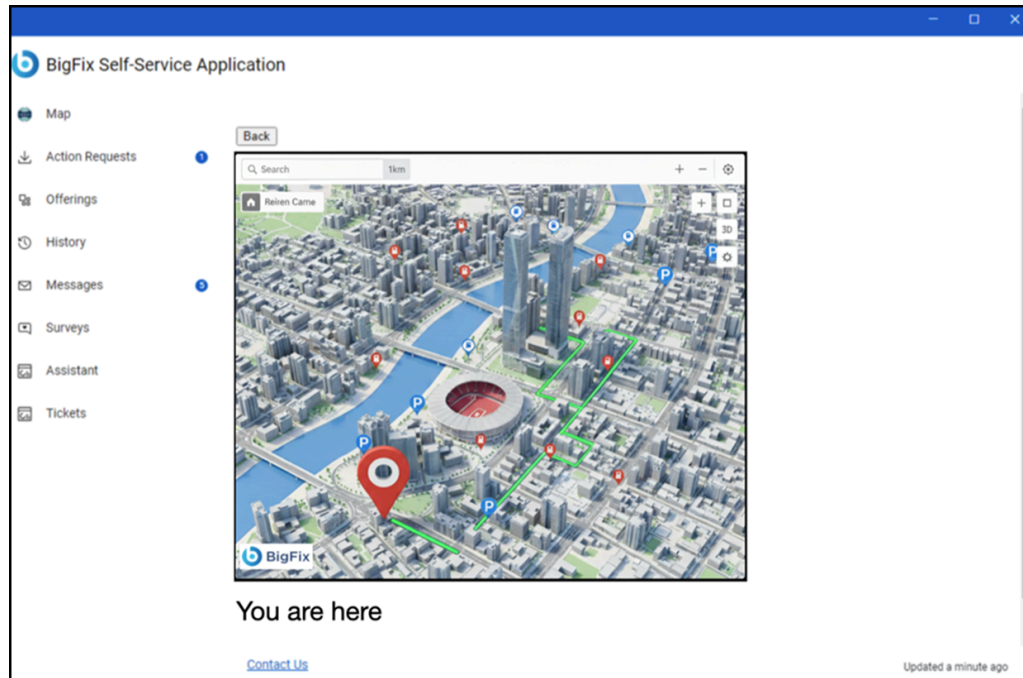 BigFix Self-Service Application
Map
Action Requests 1
Offerings
History
Messages 5
Surveys
Assistant
Tickets
Back
Search 1km
Reiren Came
3D
P
P
P
P
P
BigFix
You are here
Contact Us
Updated a minute ago